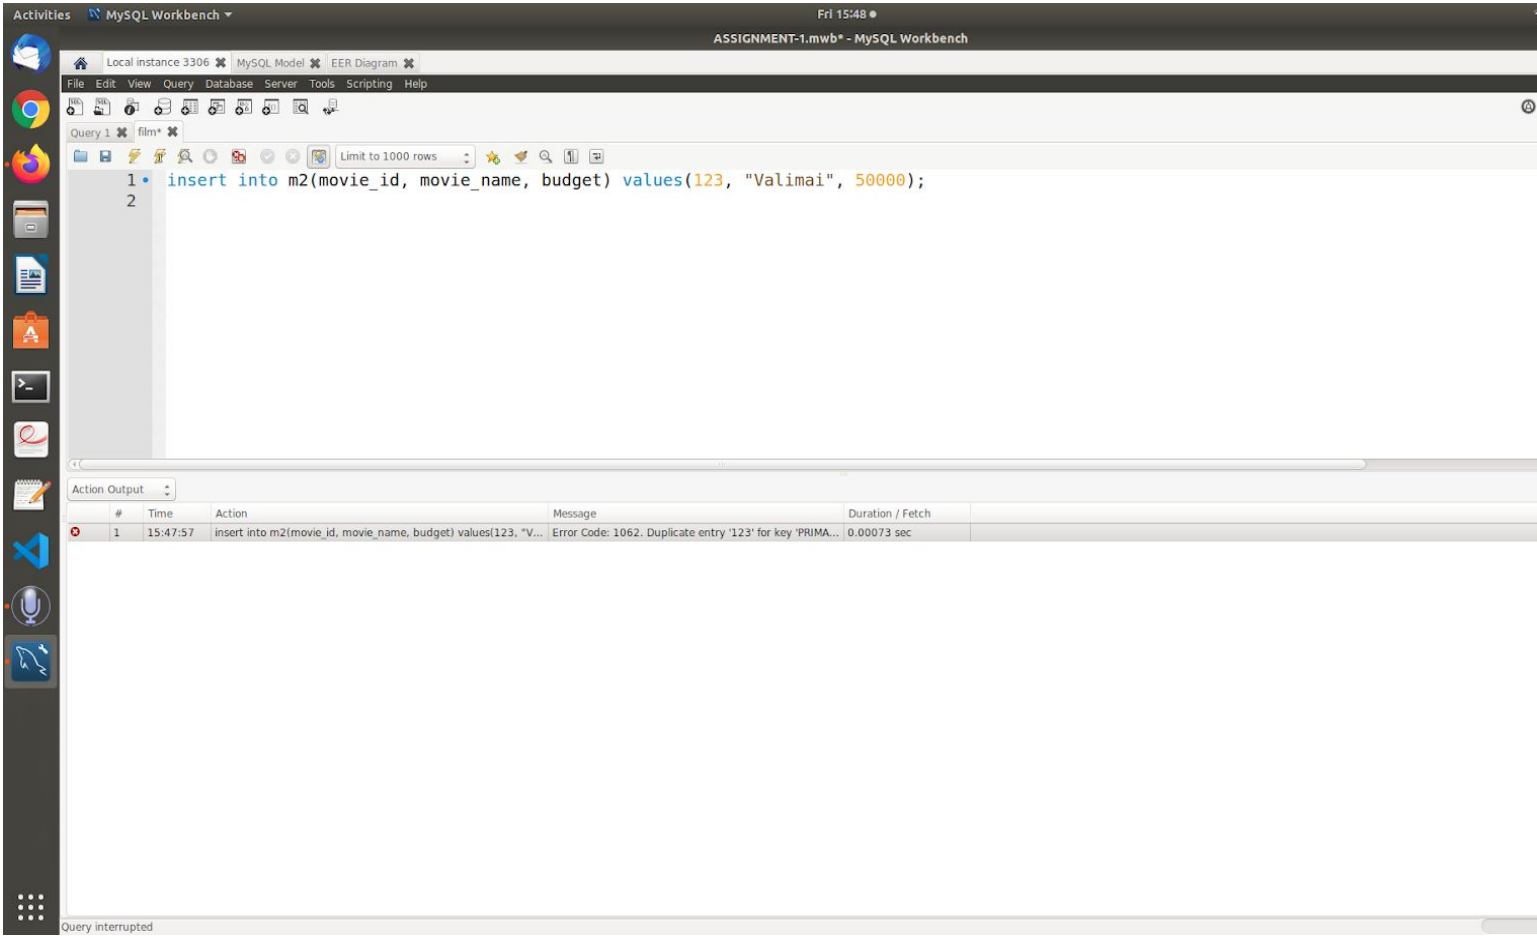 Activities MySQL Workbench Fri 15:48
ASSIGNMENT-1.mwb* - MySQL Workbench
Local instance 3306 MySQL Model EER Diagram
File Edit View Query Database Server Tools Scripting Help
Query 1 film*
Limit to 1000 rows
1 insert into m2(movie_id, movie_name, budget) values(123, "Valimai", 50000);
2
Action Output
# Time Action Message Duration / Fetch
1 15:47:57 insert into m2(movie_id, movie_name, budget) values(123, "V... Error Code: 1062. Duplicate entry '123' for key 'PRIMA... 0.00073 sec
Query interrupted